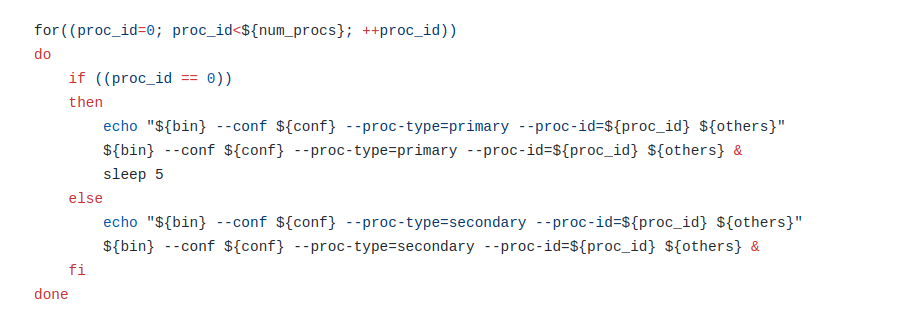 for((proc_id=0; proc_id<${num_procs}; ++proc_id))
do
    if ((proc_id == 0))
    then
        echo "${bin} --conf ${conf} --proc-type=primary --proc-id=${proc_id} ${others}"
        ${bin} --conf ${conf} --proc-type=primary --proc-id=${proc_id} ${others} &
        sleep 5
    else
        echo "${bin} --conf ${conf} --proc-type=secondary --proc-id=${proc_id} ${others}"
        ${bin} --conf ${conf} --proc-type=secondary --proc-id=${proc_id} ${others} &
    fi
done